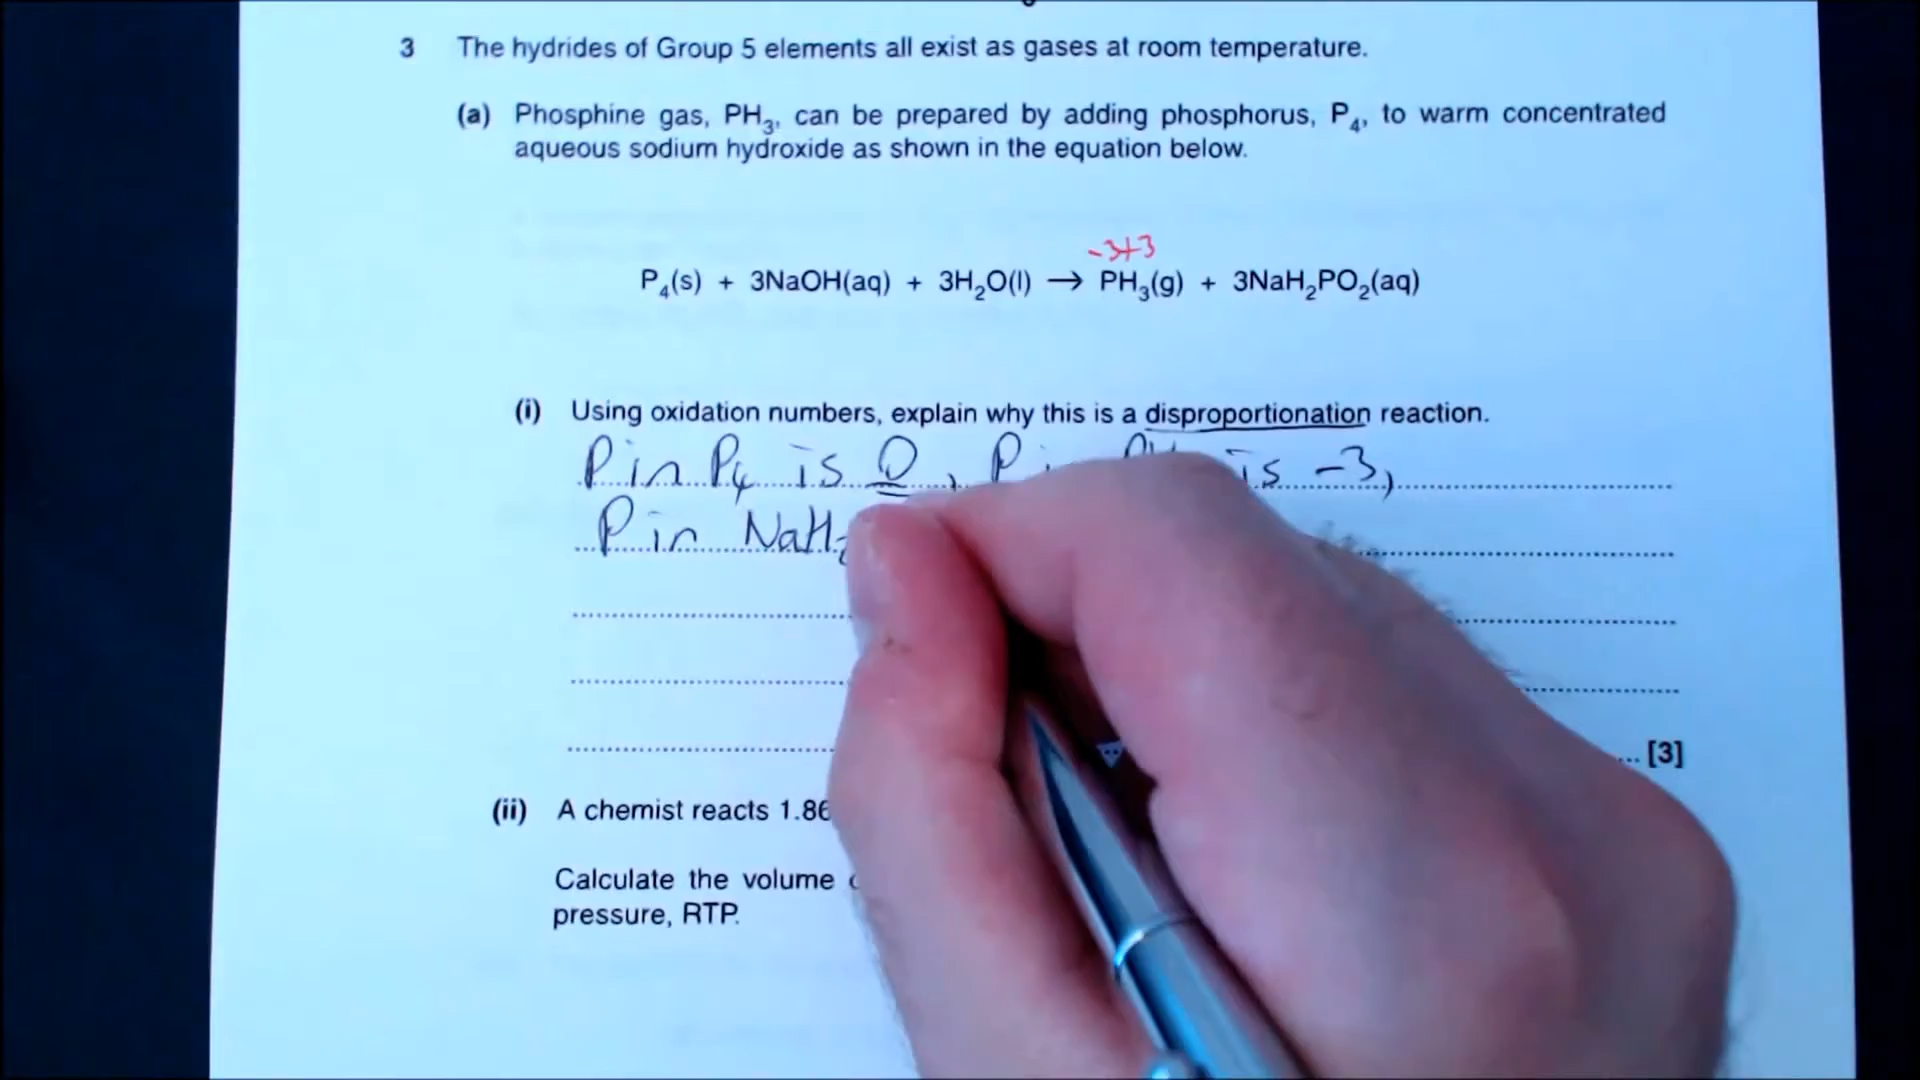 3 The hydrides of Group 5 elements all exist as gases at room temperature.
(a) Phosphine gas, PH₃, can be prepared by adding phosphorus, P₄, to warm concentrated
aqueous sodium hydroxide as shown in the equation below.
-3+3
P₄(s) + 3NaOH(aq) + 3H₂O(l) → PH₃(g) + 3NaH₂PO₂(aq)
(i) Using oxidation numbers, explain why this is a disproportionation reaction.
P in P₄ is 0, P is -3,
P in NaH₂
[3]
(ii) A chemist reacts 1.86
Calculate the volume
pressure, RTP.